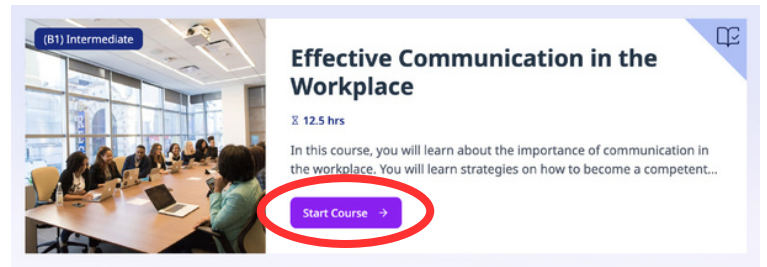 (B1) Intermediate
Effective Communication in the
Workplace
12.5 hrs
In this course, you will learn about the importance of communication in
the workplace. You will learn strategies on how to become a competent...
Start Course →